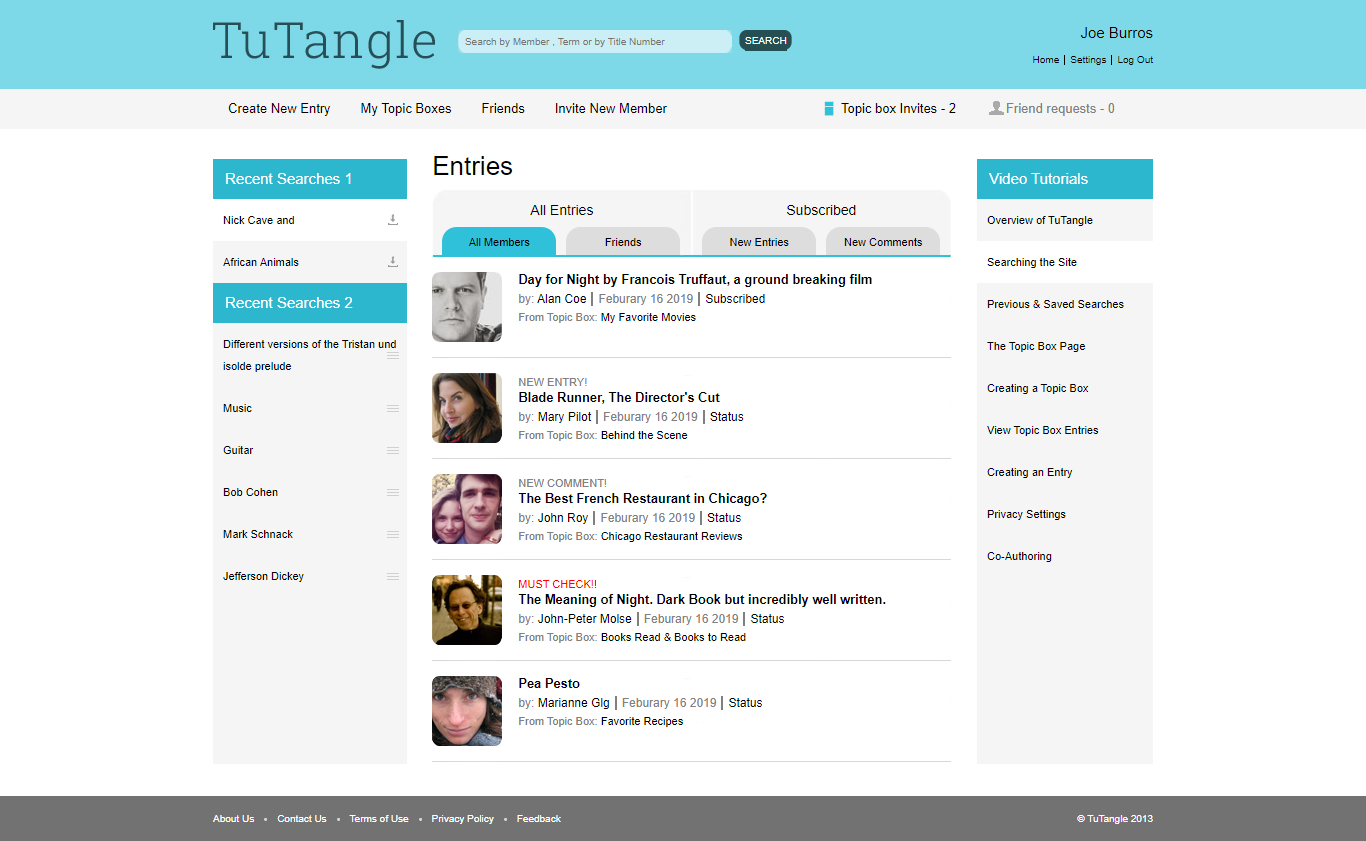 TuTangle
Search by Member , Term or by Title Number
SEARCH
Joe Burros
Home | Settings | Log Out
Create New Entry
My Topic Boxes
Friends
Invite New Member
Topic box Invites - 2
Friend requests - 0
Recent Searches 1
Nick Cave and
African Animals
Recent Searches 2
Different versions of the Tristan und
isolde prelude
Music
Guitar
Bob Cohen
Mark Schnack
Jefferson Dickey
Entries
All Entries
Subscribed
All Members
Friends
New Entries
New Comments
Day for Night by Francois Truffaut, a ground breaking film
by: Alan Coe | Feburary 16 2019 | Subscribed
From Topic Box: My Favorite Movies
NEW ENTRY!
Blade Runner, The Director's Cut
by: Mary Pilot | Feburary 16 2019 | Status
From Topic Box: Behind the Scene
NEW COMMENT!
The Best French Restaurant in Chicago?
by: John Roy | Feburary 16 2019 | Status
From Topic Box: Chicago Restaurant Reviews
MUST CHECK!!
The Meaning of Night. Dark Book but incredibly well written.
by: John-Peter Molse | Feburary 16 2019 | Status
From Topic Box: Books Read & Books to Read
Pea Pesto
by: Marianne Glg | Feburary 16 2019 | Status
From Topic Box: Favorite Recipes
Video Tutorials
Overview of TuTangle
Searching the Site
Previous & Saved Searches
The Topic Box Page
Creating a Topic Box
View Topic Box Entries
Creating an Entry
Privacy Settings
Co-Authoring
About Us • Contact Us • Terms of Use • Privacy Policy • Feedback
© TuTangle 2013